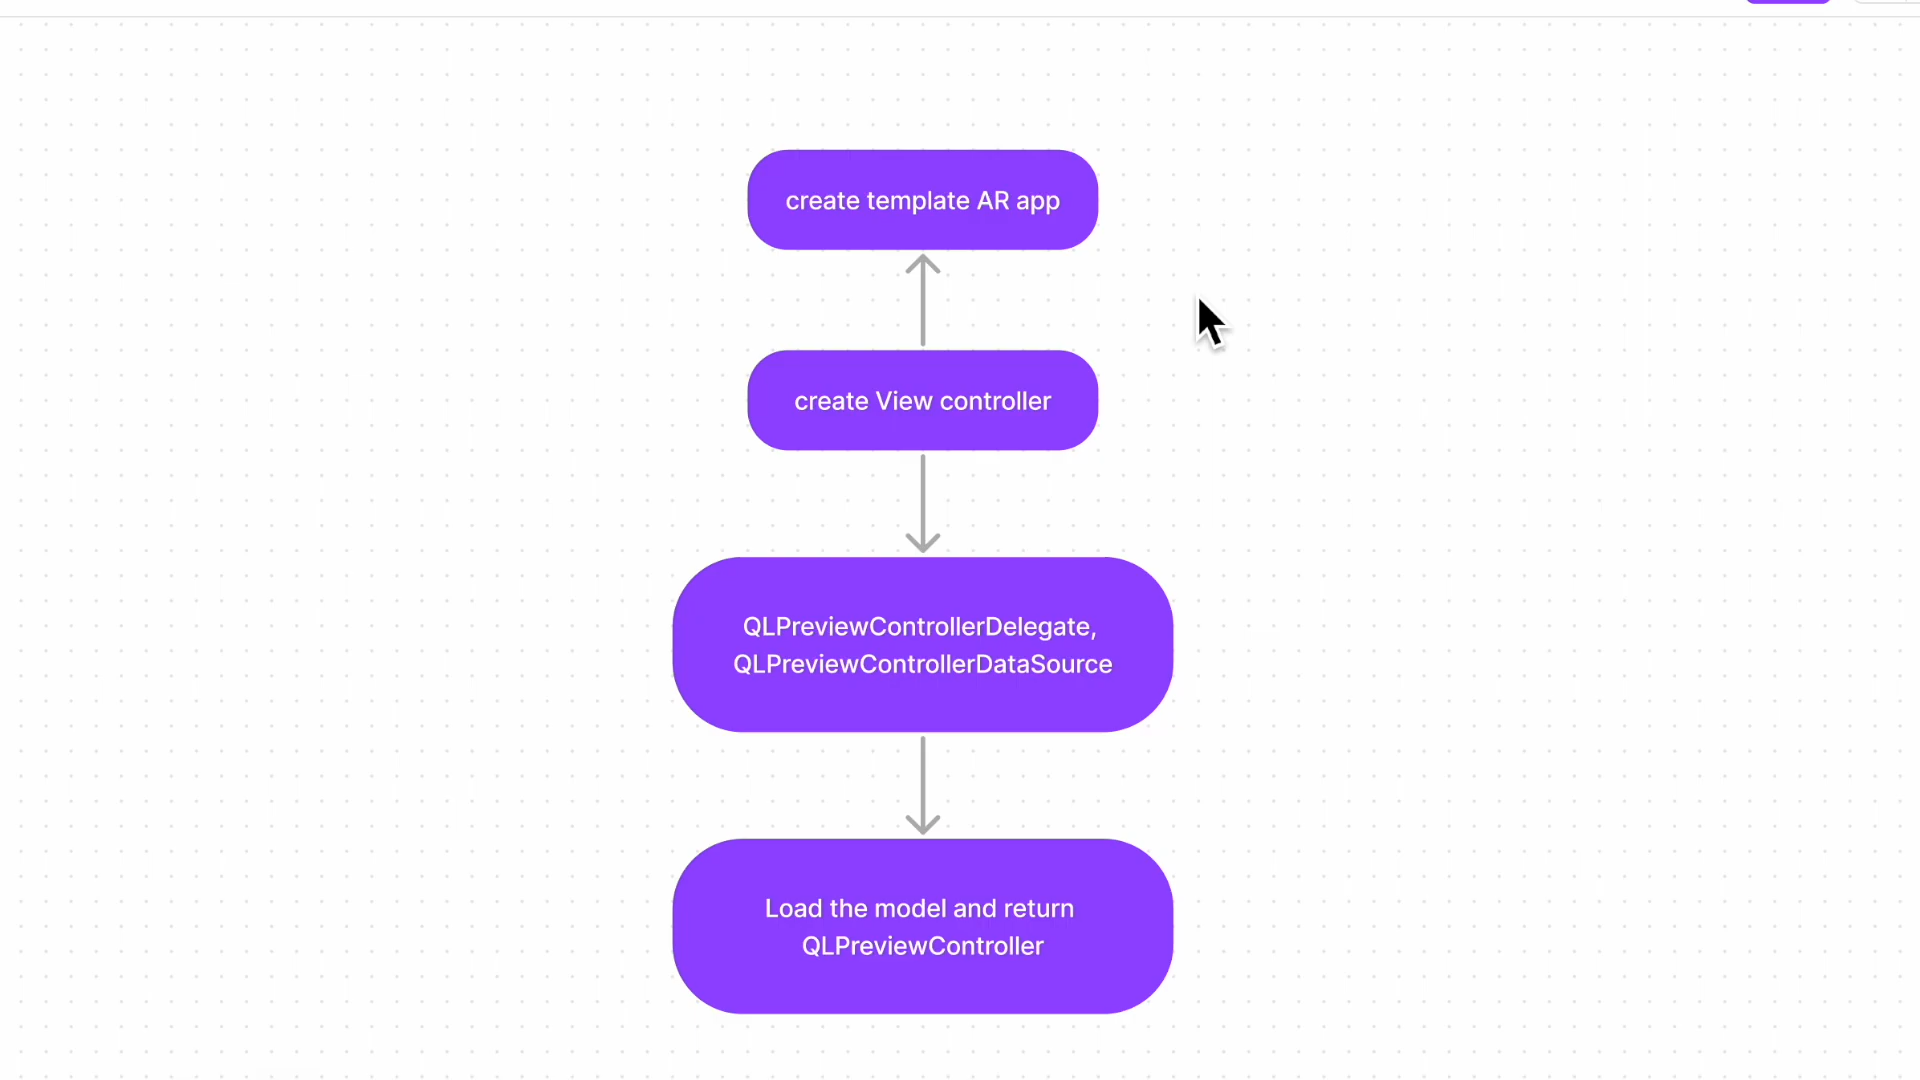 create template AR app
create View controller
QLPreviewControllerDelegate,
QLPreviewControllerDataSource
Load the model and return
QLPreviewController